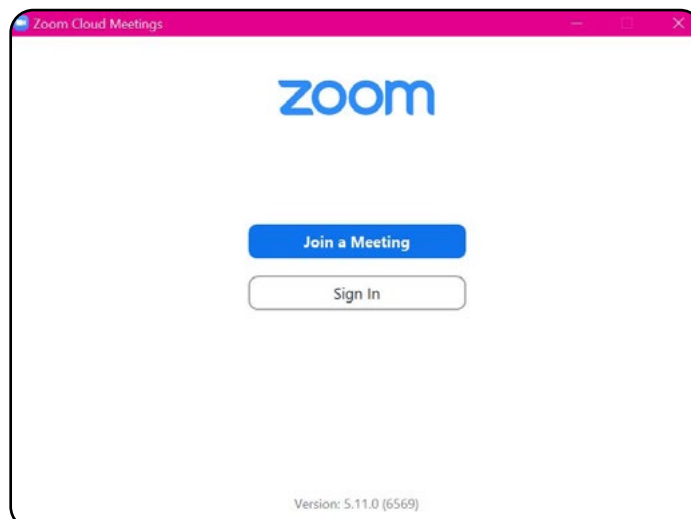 Zoom Cloud Meetings
zoom
Join a Meeting
Sign In
Version: 5.11.0 (6569)